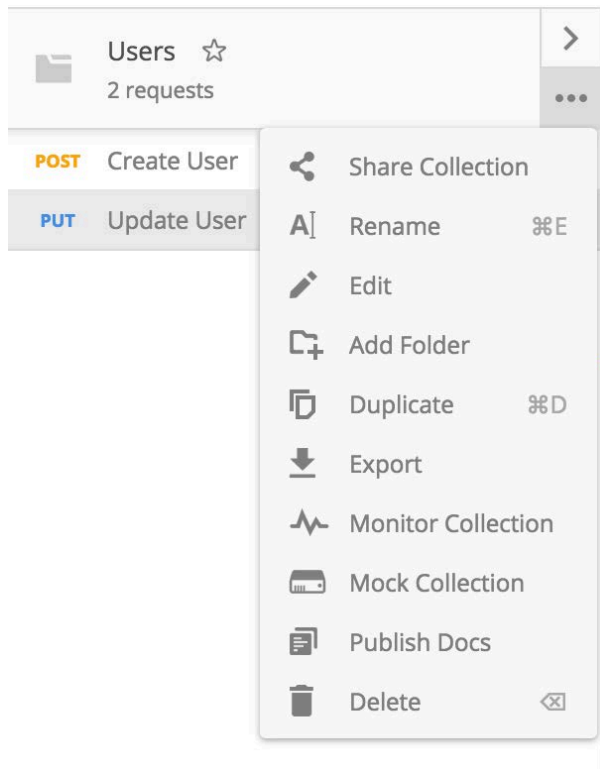 Users
2 requests
POST Create User
PUT Update User
Share Collection
Rename ⌘E
Edit
Add Folder
Duplicate ⌘D
Export
Monitor Collection
Mock Collection
Publish Docs
Delete ⌫